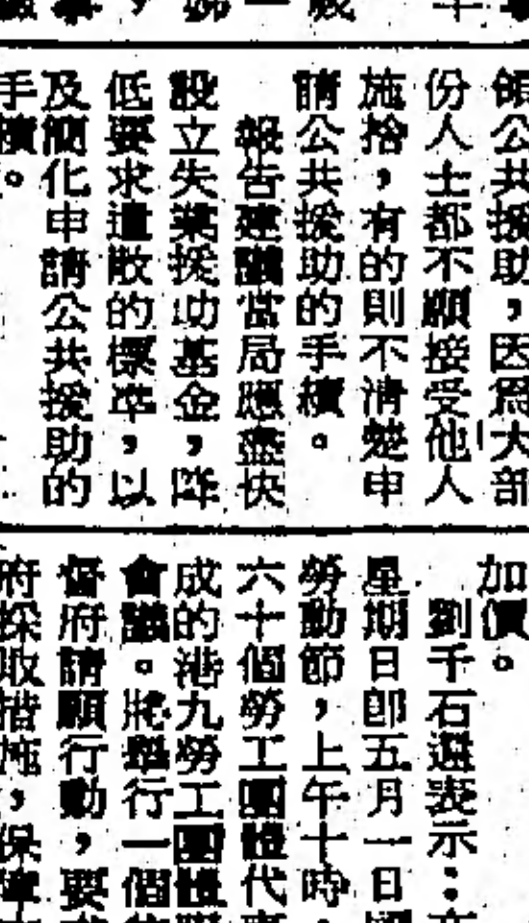 領公共援助，因為大部
份人士都不願接受他人
施捨，有的則不清楚申
請公共援助的手續。
報告建議當局應盡快
設立失業援助基金，降
低要求遣散的標準，以
及簡化申請公共援助的
手續。
加價。
劉千石還表示：
星期日即五月一日
勞動節，上午十時，
六十個勞工團體代表
成的港九勞工團體聯
會議。將舉行一個
督府請願行動，要求
府採取措施，保障